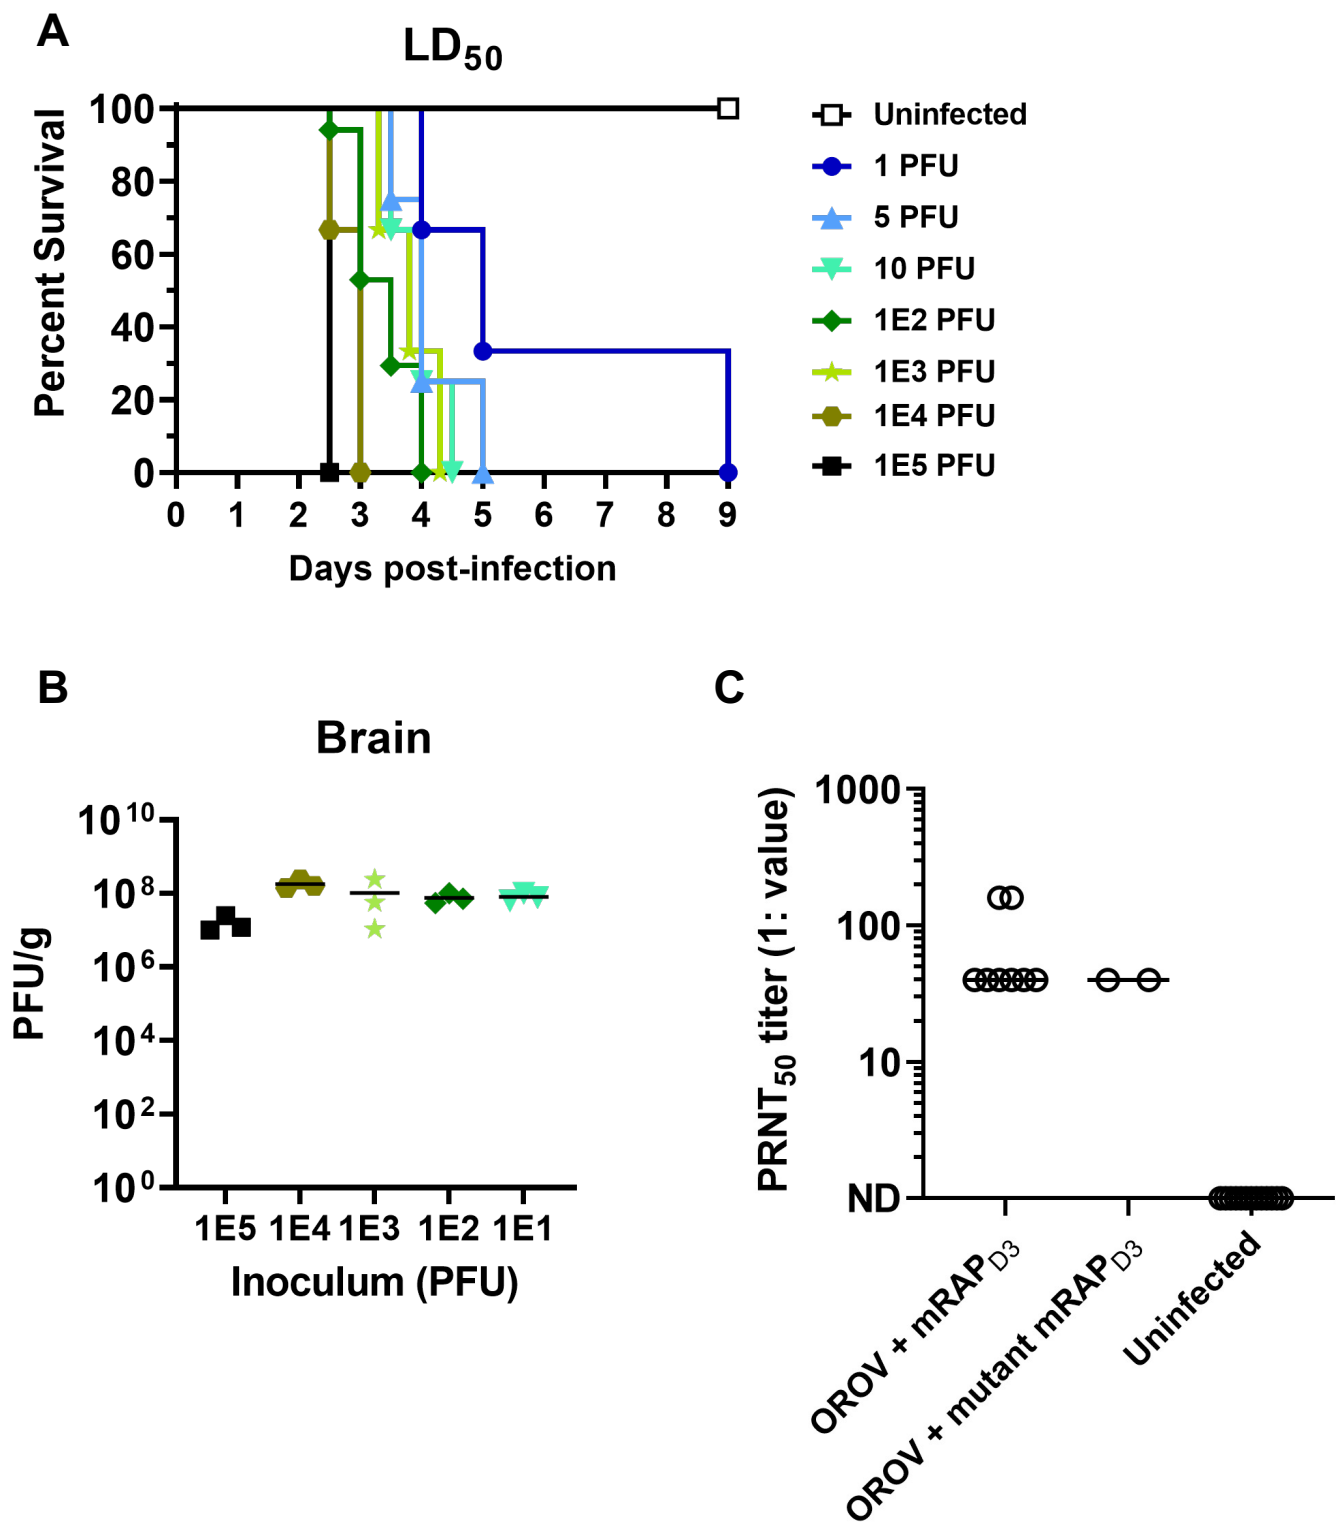 A
LD50
Percent Survival
100
80
60
40
20
0
0 1 2 3 4 5 6 7 8 9
Days post-infection
Uninfected
1 PFU
5 PFU
10 PFU
1E2 PFU
1E3 PFU
1E4 PFU
1E5 PFU
B
Brain
PFU/g
10^10
10^8
10^6
10^4
10^2
10^0
1E5 1E4 1E3 1E2 1E1
Inoculum (PFU)
C
PRNT50 titer (1: value)
1000
100
10
ND
OROV + mRAPD3
OROV + mutant mRAPD3
Uninfected